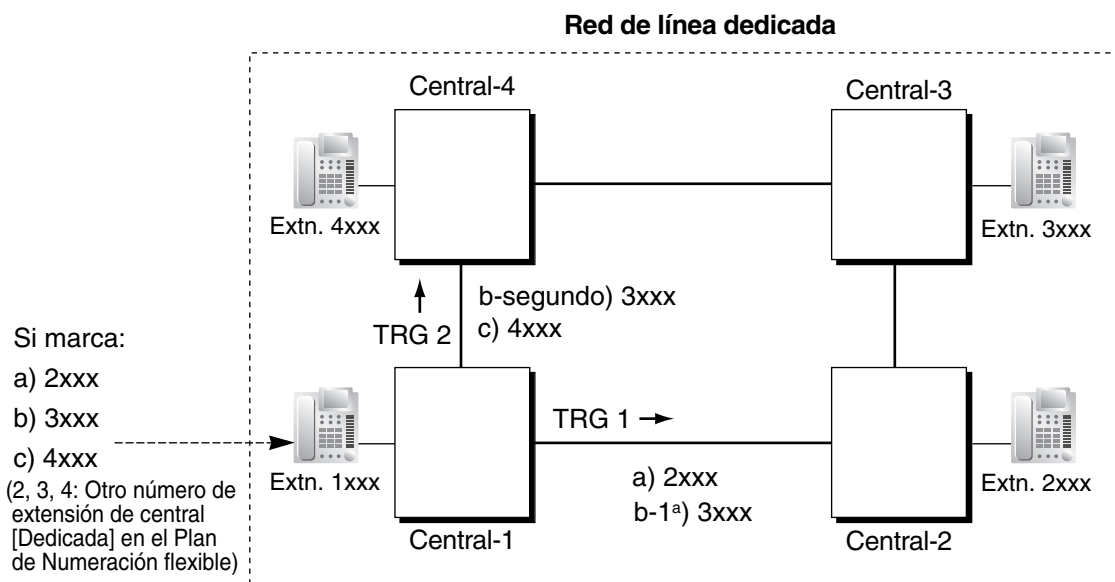 Red de línea dedicada
Central-4
Central-3
Extn. 4xxx
Extn. 3xxx
b-segundo) 3xxx
TRG 2
c) 4xxx
Si marca:
a) 2xxx
b) 3xxx
c) 4xxx
(2, 3, 4: Otro número de
extensión de central
[Dedicada] en el Plan
de Numeración flexible)
Extn. 1xxx
TRG 1
a) 2xxx
b-1ª) 3xxx
Extn. 2xxx
Central-1
Central-2